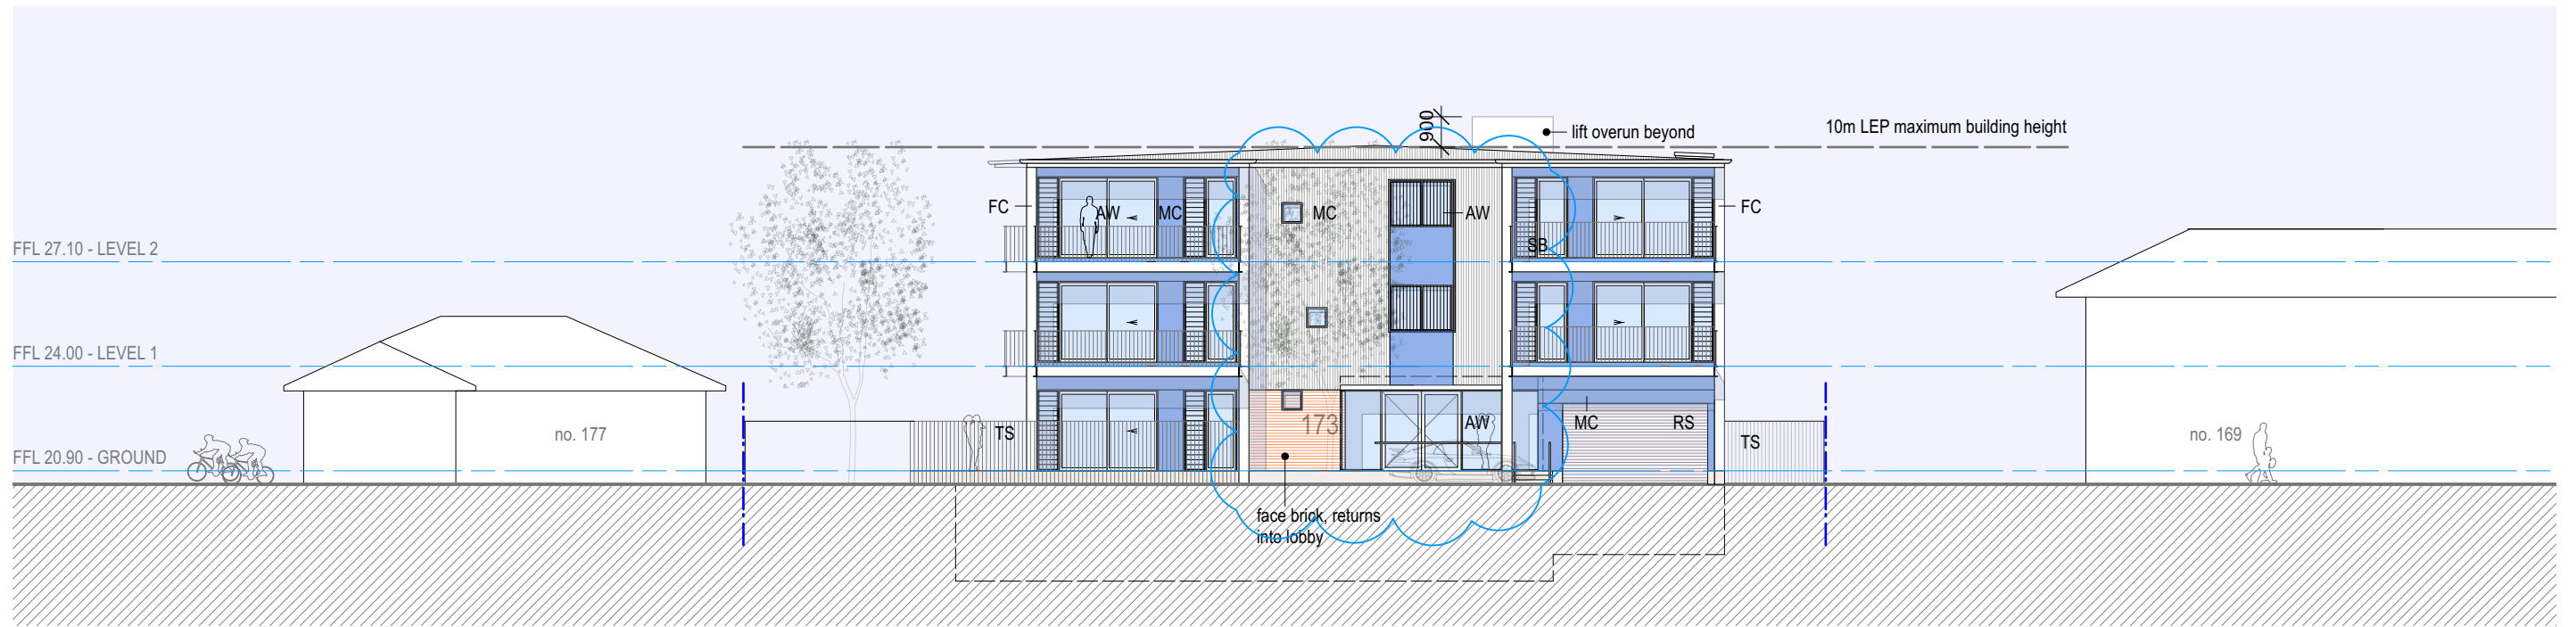 900
lift overun beyond
10m LEP maximum building height
FC
AW
MC
MC
AW
FC
SB
FFL 27.10 - LEVEL 2
FFL 24.00 - LEVEL 1
FFL 20.90 - GROUND
no. 177
TS
173
AW
MC
RS
TS
no. 169
face brick, returns
into lobby